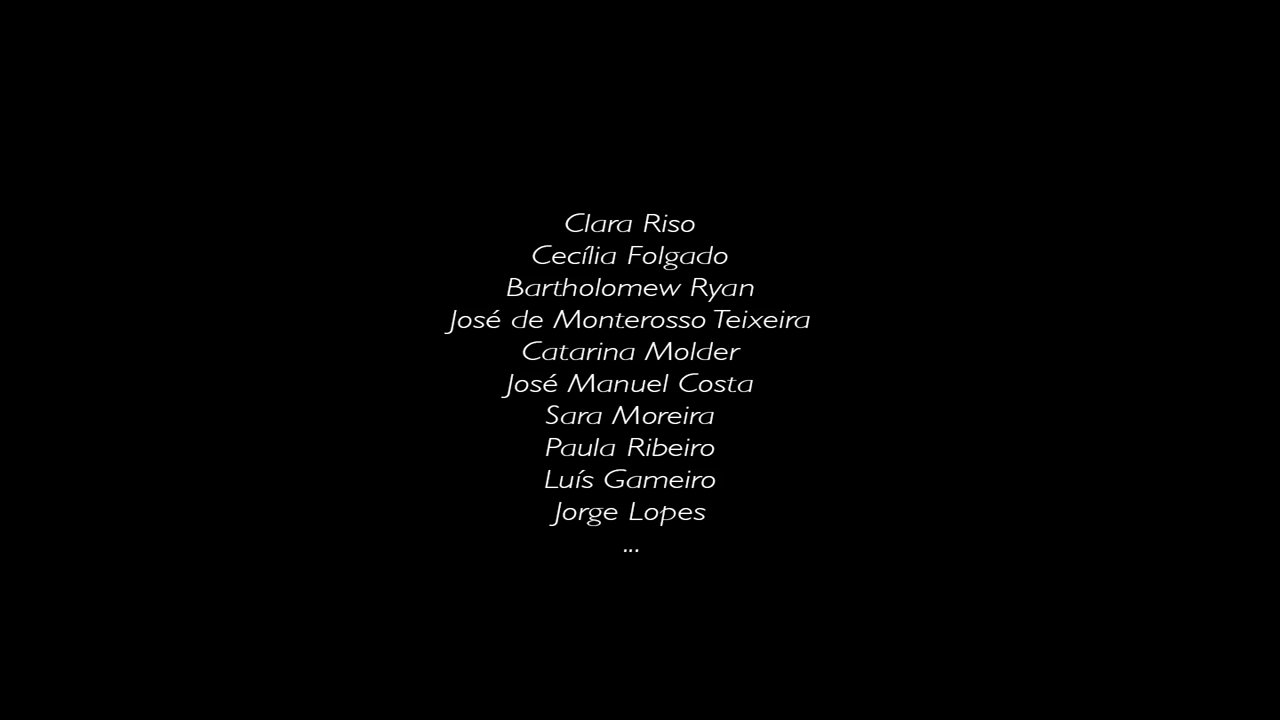 Clara Riso
Cecília Folgado
Bartholomew Ryan
José de Monterosso Teixeira
Catarina Molder
José Manuel Costa
Sara Moreira
Paula Ribeiro
Luís Gameiro
Jorge Lopes
...